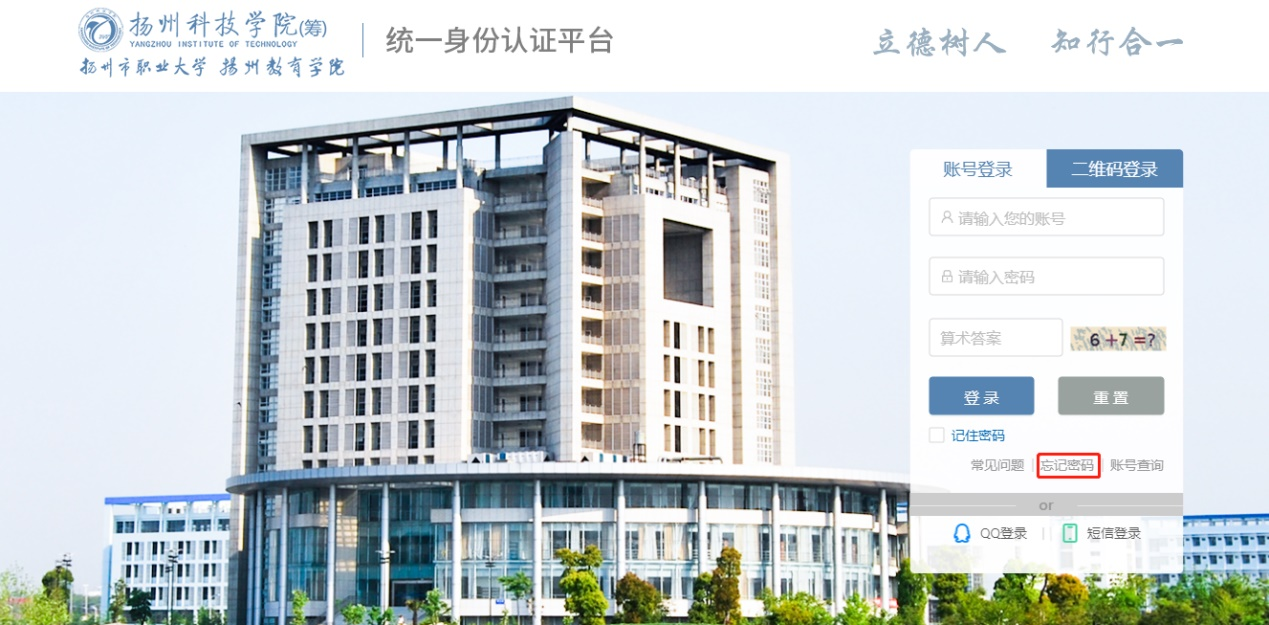 扬州科技学院(筹)
YANGZHOU INSTITUTE OF TECHNOLOGY
扬州市职业大学 扬州教育学院
统一身份认证平台
立德树人 知行合一
账号登录 二维码登录
请输入您的账号
请输入密码
算术答案 6+7=?
登录 重置
记住密码
常见问题 | 忘记密码 | 账号查询
or
QQ登录 || 短信登录